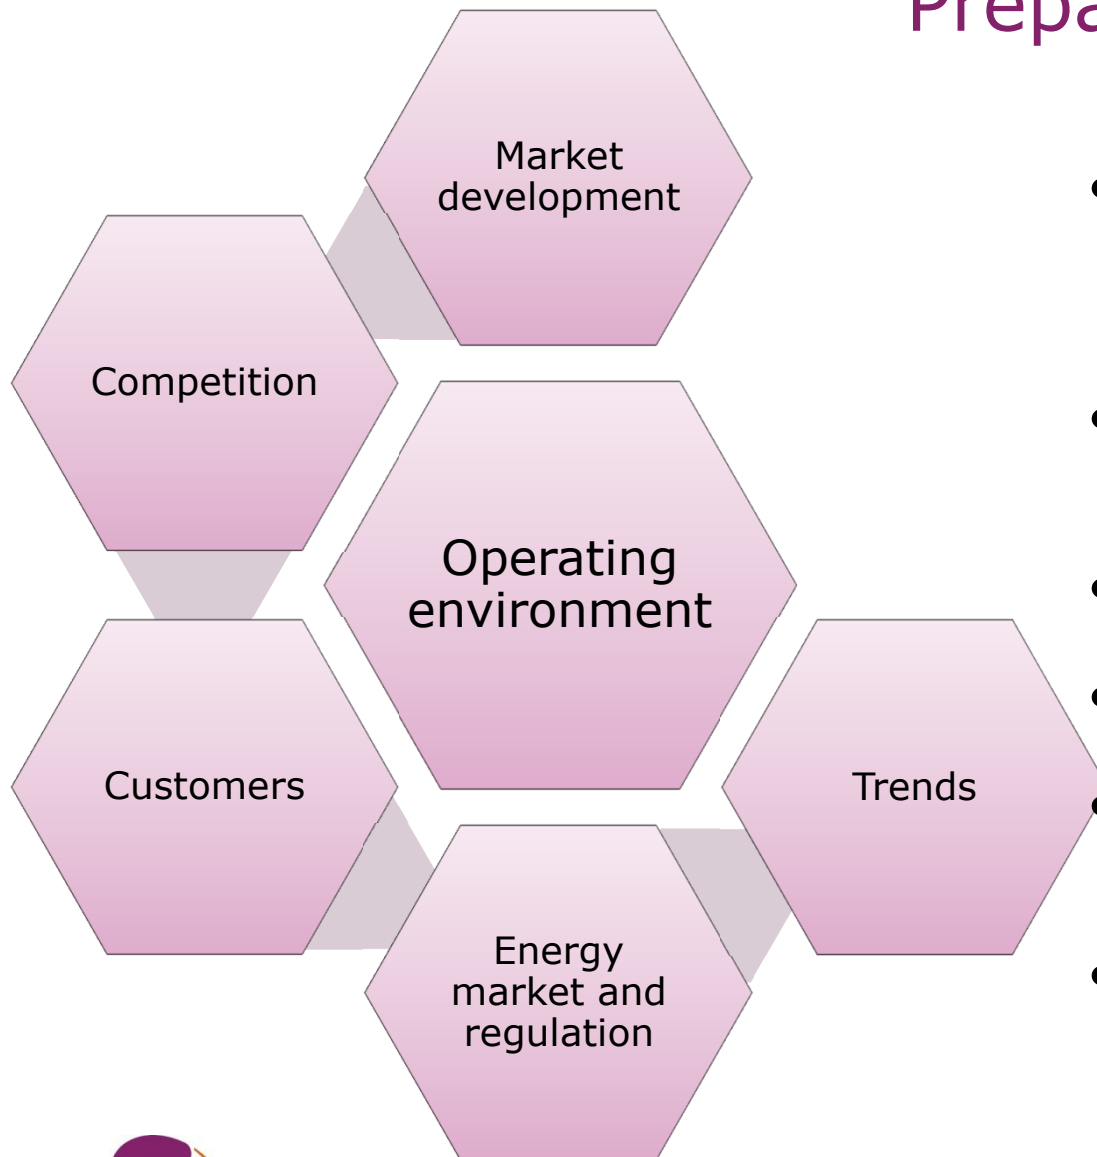 Market
development
Competition
Operating
environment
Customers
Trends
Energy
market and
regulation